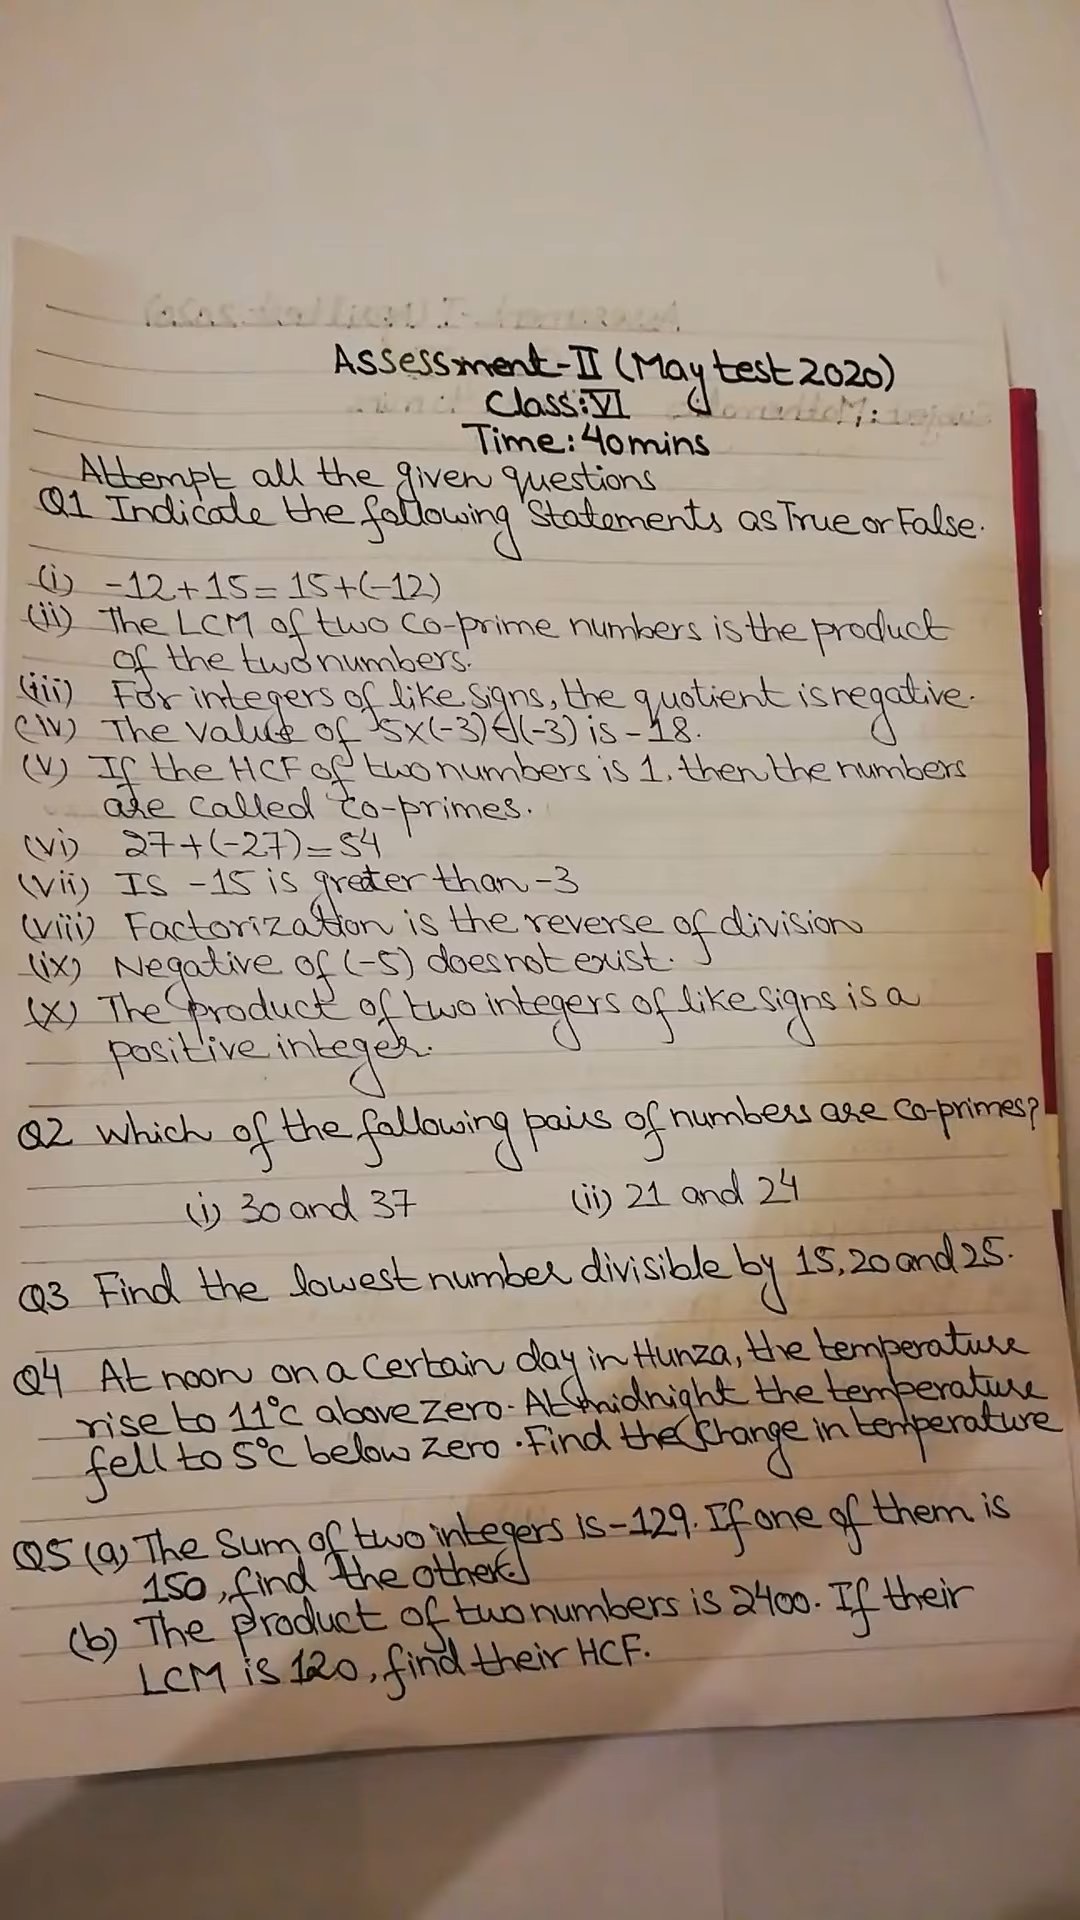 Assessment-II (May test 2020)
Class:VI
Time:40mins
Attempt all the given questions
Q1 Indicate the following Statements as True or False.
(i) -12+15=15+(-12)
(ii) The LCM of two Co-prime numbers is the product
of the two numbers.
(iii) For integers of like signs, the quotient is negative.
(iv) The value of 5x(-3) (-3) is -18.
(v) If the HCF of two numbers is 1, then the numbers
are called co-primes.
(vi) 27+(-27)=54
(vii) Is -15 is greater than -3
(viii) Factorization is the reverse of division
(ix) Negative of (-5) does not exist.
(x) The product of two integers of like signs is a
positive integer.
Q2 Which of the following pairs of numbers are Co-primes?
(i) 30 and 37 (ii) 21 and 24
Q3 Find the lowest number divisible by 15,20 and 25.
Q4 At noon on a Certain day in Hunza, the temperature
rise to 11°c above zero. At midnight the temperature
fell to 5°c below zero. Find the Change in temperature
Q5 (a) The Sum of two integers is -129. If one of them is
150, find the other.
(b) The product of two numbers is 2400. If their
LCM is 120, find their HCF.